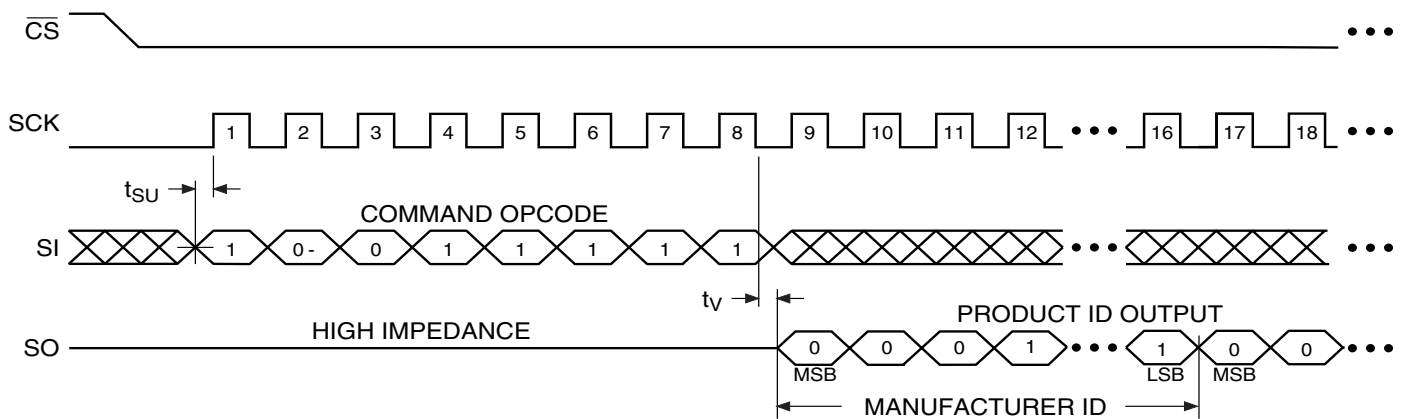 CS
SCK 1 2 3 4 5 6 7 8 9 10 11 12 ••• 16 17 18 •••
tSU
COMMAND OPCODE
SI 1 0- 0 1 1 1 1 1 ••• •••
tV
HIGH IMPEDANCE PRODUCT ID OUTPUT
SO 0 0 0 1 ••• 1 0 0 •••
MSB LSB MSB
MANUFACTURER ID